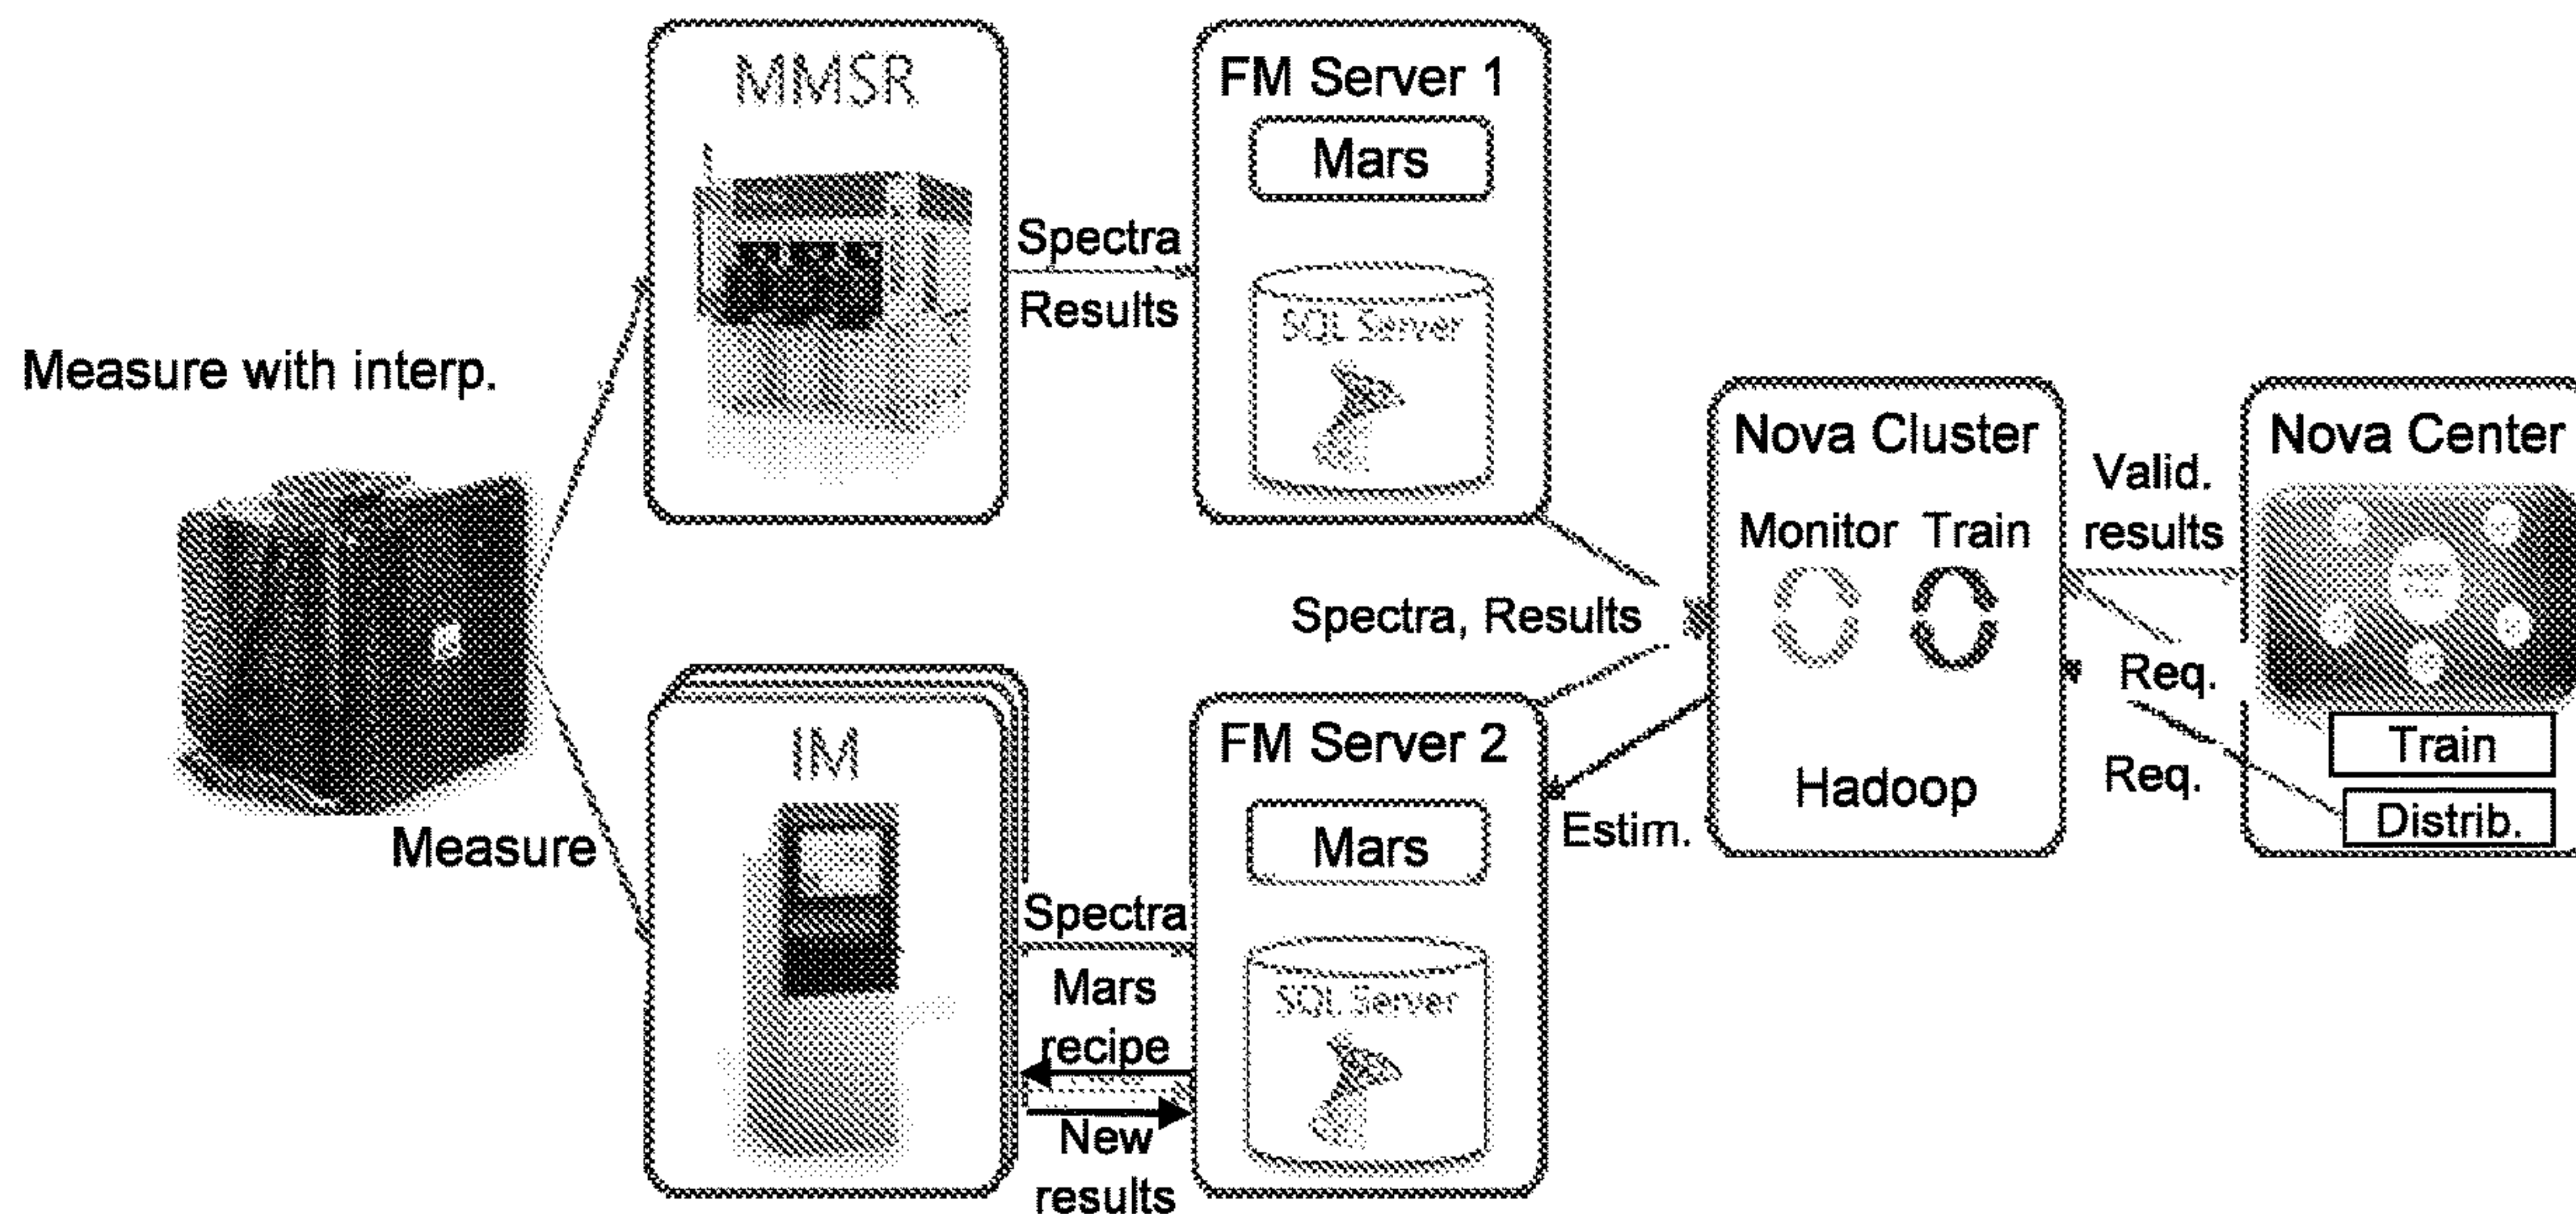 Measure with interp.
Measure
MMSR
Spectra
Results
FM Server 1
Mars
SQL Server
IM
Spectra
Mars
recipe
New
results
FM Server 2
Mars
SQL Server
Spectra, Results
Estim.
Nova Cluster
Monitor Train
Hadoop
Valid.
results
Req.
Req.
Nova Center
Train
Distrib.